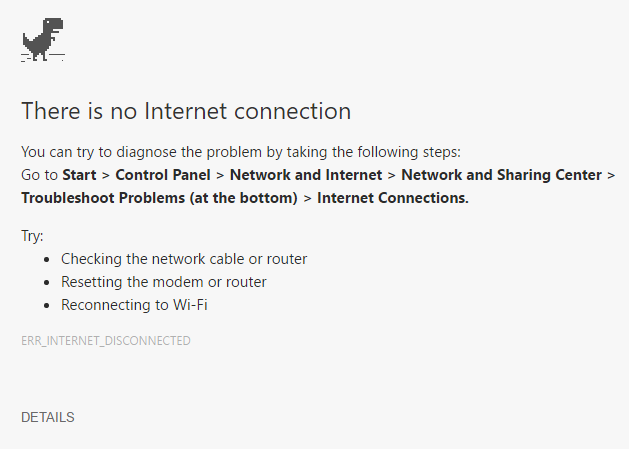 There is no Internet connection
You can try to diagnose the problem by taking the following steps:
Go to Start > Control Panel > Network and Internet > Network and Sharing Center >
Troubleshoot Problems (at the bottom) > Internet Connections.
Try:
• Checking the network cable or router
• Resetting the modem or router
• Reconnecting to Wi-Fi
ERR_INTERNET_DISCONNECTED
DETAILS